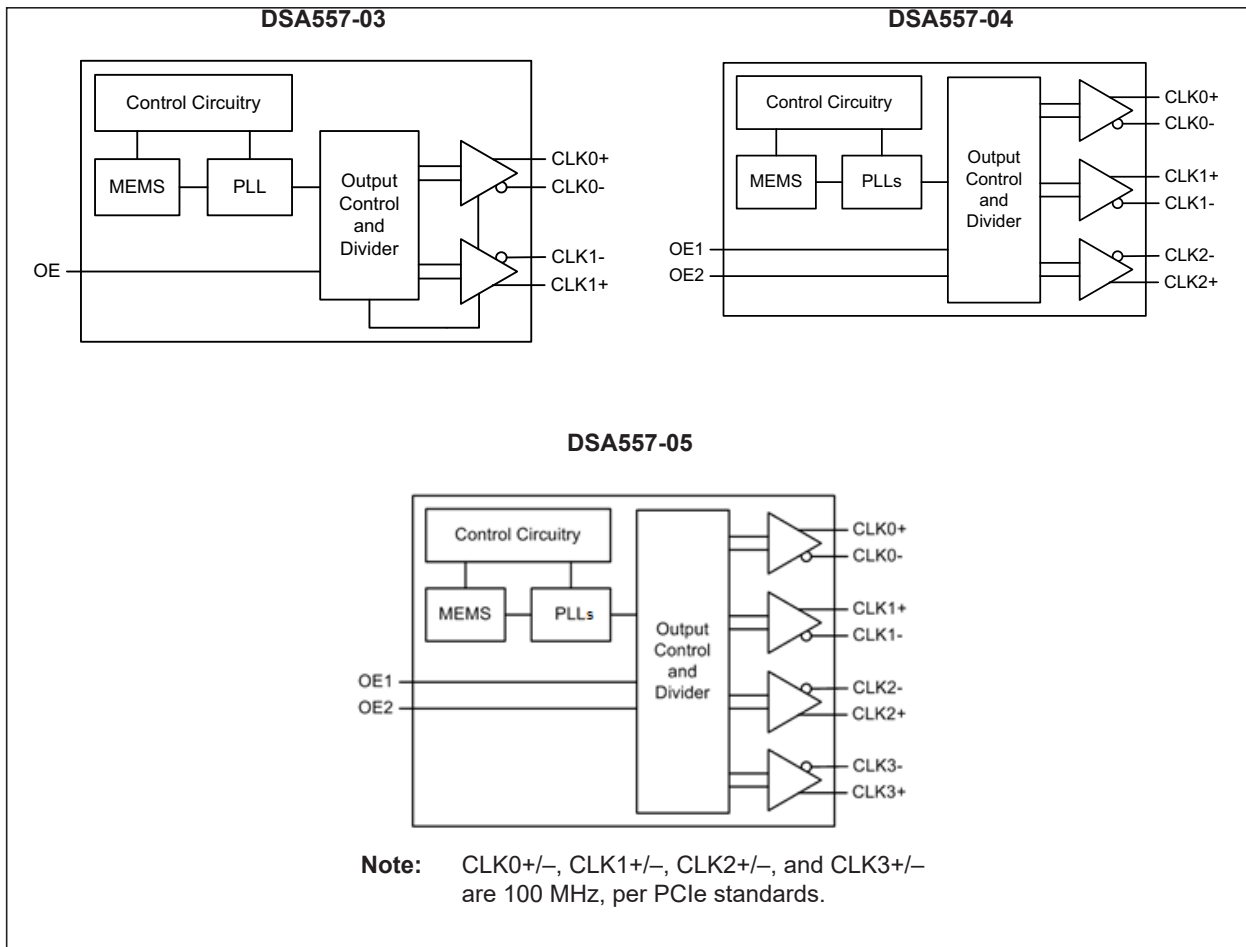 DSA557-03
Control Circuitry
MEMS
PLL
Output
Control
and
Divider
OE
CLK0+
CLK0-
CLK1-
CLK1+
DSA557-04
Control Circuitry
MEMS
PLLs
Output
Control
and
Divider
OE1
OE2
CLK0+
CLK0-
CLK1+
CLK1-
CLK2-
CLK2+
DSA557-05
Control Circuitry
MEMS
PLLs
Output
Control
and
Divider
OE1
OE2
CLK0+
CLK0-
CLK1+
CLK1-
CLK2-
CLK2+
CLK3-
CLK3+
Note: CLK0+/–, CLK1+/–, CLK2+/–, and CLK3+/–
are 100 MHz, per PCIe standards.